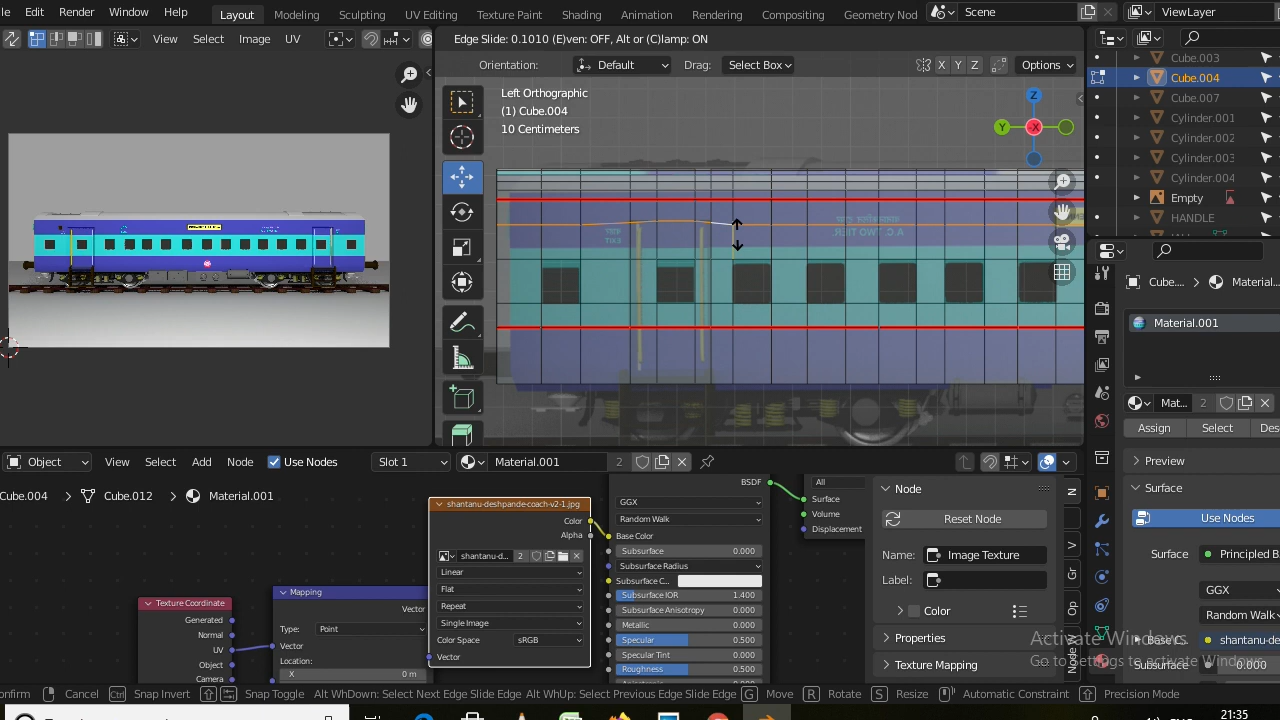 le Edit Render Window Help Layout Modeling Sculpting UV Editing Texture Paint Shading Animation Rendering Compositing Geometry Nod Scene ViewLayer
View Select Image UV
Edge Slide: 0.1010 (E)ven: OFF, Alt or (C)lamp: ON
Orientation: Default Drag: Select Box X Y Z Options
Left Orthographic
(1) Cube.004
10 Centimeters
Z
Y
X
Cube.003
Cube.004
Cube.007
Cylinder.001
Cylinder.002
Cylinder.003
Cylinder.004
Empty
HANDLE
Cube.... Material...
Material.001
Mat... 2
Assign Select Des
Preview
Surface
Use Nodes
Surface Principled B
GGX
Random Walk
Base C.. shantanu-de
Subsurface 0.000
Object View Select Add Node Use Nodes Slot 1 Material.001 2
Cube.004 Cube.012 Material.001
Texture Coordinate
Generated
Normal
UV
Object
Camera
Mapping
Vector
Type: Point
Vector
Location:
X 0 m
shantanu-deshpande-coach-v2-1.jpg
Color
Alpha
shantanu-d... 2
Linear
Flat
Repeat
Single Image
Color Space sRGB
Vector
BSDF
GGX
Random Walk
Base Color
Subsurface 0.000
Subsurface Radius
Subsurface C...
Subsurface IOR 1.400
Subsurface Anisotropy 0.000
Metallic 0.000
Specular 0.500
Specular Tint 0.000
Roughness 0.500
All
Surface
Volume
Displacement
Node
Reset Node
Name: Image Texture
Label:
Color
Properties
Texture Mapping
N
V
Gr
Op
Node W
Activate Windows
Go to Settings to activate Windows.
onfirm Cancel Snap Invert Snap Toggle Alt WhDown: Select Next Edge Slide Edge Alt WhUp: Select Previous Edge Slide Edge G Move R Rotate S Resize Automatic Constraint Precision Mode
21:35